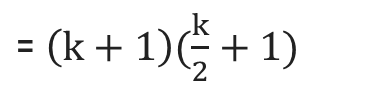 = (k + 1)(k/2 + 1)